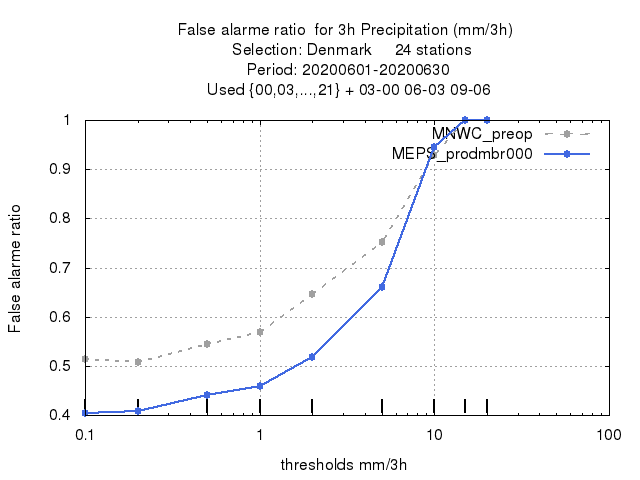 False alarme ratio  for 3h Precipitation (mm/3h)
Selection: Denmark     24 stations
Period: 20200601-20200630
Used {00,03,...,21} + 03-00 06-03 09-06
MNWC_preop
MEPS_prodmbr000
False alarme ratio
1
0.9
0.8
0.7
0.6
0.5
0.4
0.1 1 10 100
thresholds mm/3h